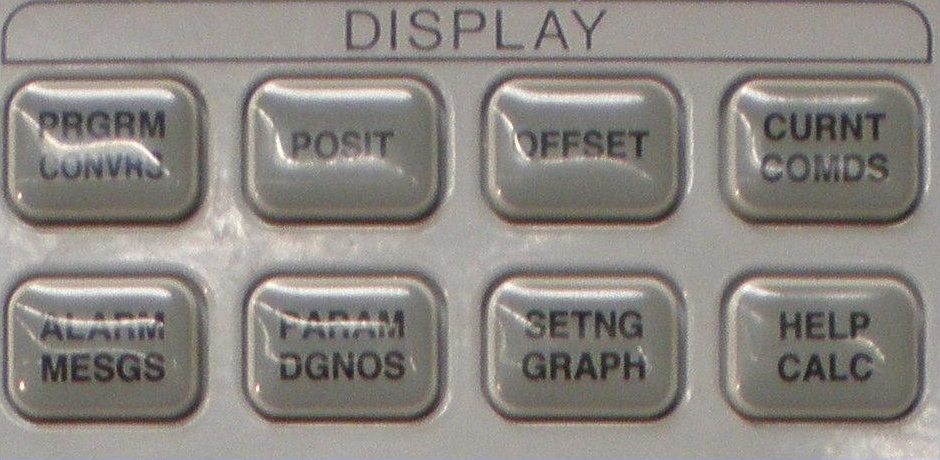 DISPLAY
PRGRM
CONVRS
POSIT
OFFSET
CURNT
COMDS
ALARM
MESGS
PARAM
DGNOS
SETNG
GRAPH
HELP
CALC